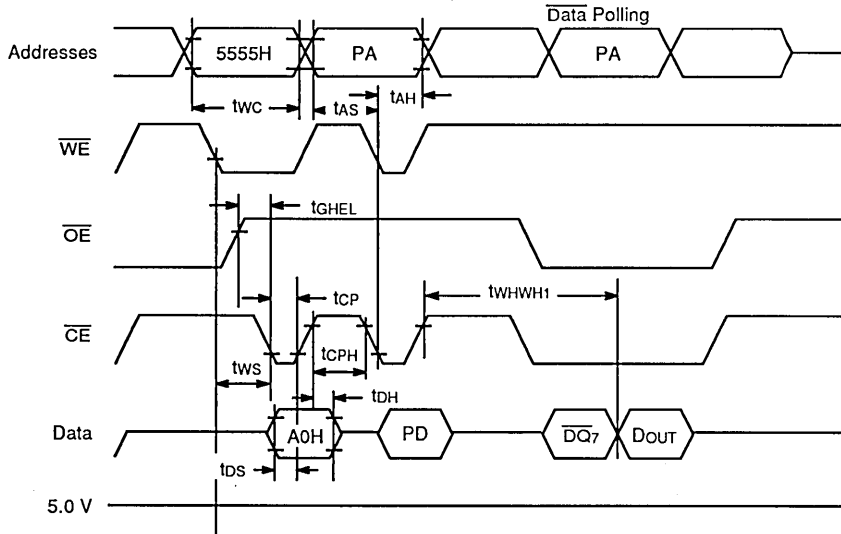 Data Polling
Addresses 5555H PA PA
tWC tAS tAH
WE
tGHEL
OE
tCP tWHWH1
CE
tWS tCPH
tDH
Data A0H PD DQ7 DOUT
tDS
5.0 V